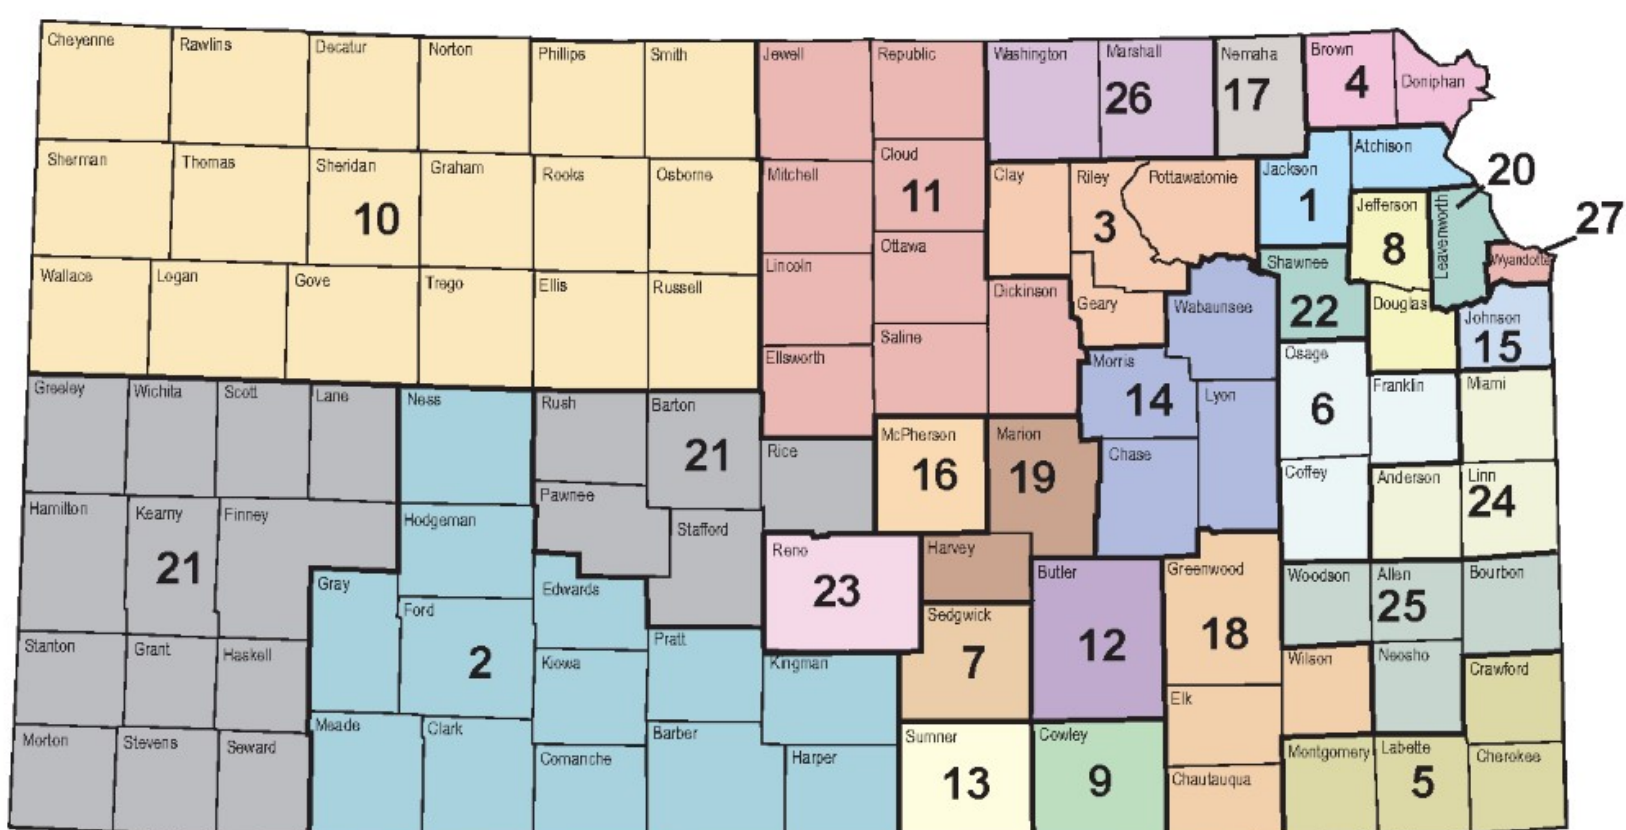 Cheyenne
Rawlins
Decatur
Norton
Phillips
Smith
Jewell
Republic
Washington
Marshall
26
Nemaha
17
Brown
4
Doniphan
Sherman
Thomas
Sheridan
10
Graham
Rooks
Osborne
Mitchell
Cloud
11
Clay
Riley
3
Pottawatomie
Jackson
1
Atchison
20
Jefferson
8
Leavenworth
27
Wyandotte
Wallace
Logan
Gove
Trego
Ellis
Russell
Lincoln
Ottawa
Dickinson
Geary
Wabaunsee
Shawnee
22
Douglas
Johnson
15
Ellsworth
Saline
Morris
14
Lyon
Osage
6
Franklin
Miami
Greeley
Wichita
Scott
Lane
Ness
Rush
Barton
21
Rice
McPherson
16
Marion
19
Chase
Coffey
Anderson
Linn
24
Hamilton
Kearny
21
Finney
Hodgeman
Pawnee
Stafford
Reno
23
Harvey
Butler
12
Greenwood
18
Woodson
Allen
25
Bourbon
Gray
Ford
2
Edwards
Sedgwick
7
Stanton
Grant
Haskell
Kiowa
Pratt
Kingman
Elk
Wilson
Neosho
Crawford
Morton
Stevens
Seward
Meade
Clark
Comanche
Barber
Harper
Sumner
13
Cowley
9
Chautauqua
Montgomery
Labette
5
Cherokee